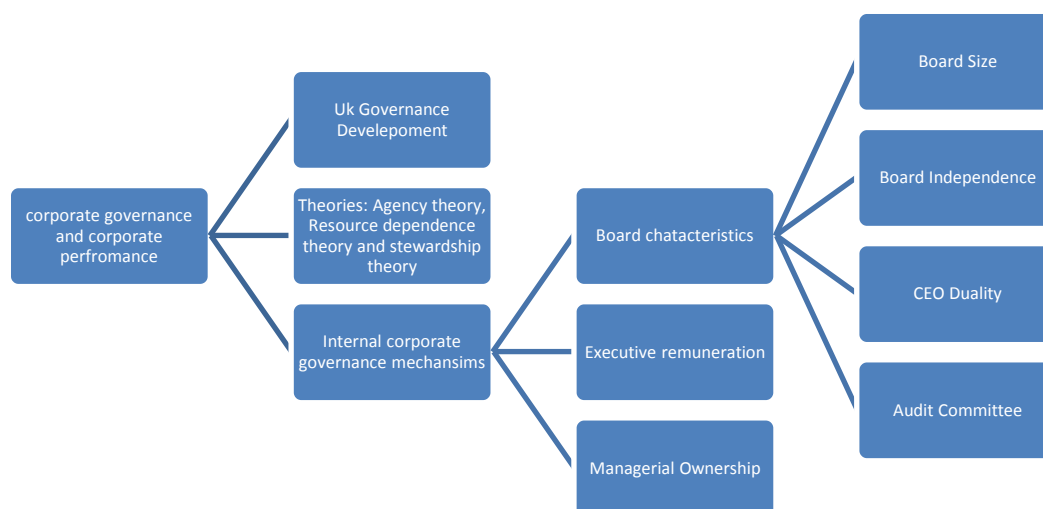 corporate governance
and corporate
perfromance
Uk Governance
Develepoment
Theories: Agency theory,
Resource dependence
theory and stewardship
theory
Internal corporate
governance mechansims
Board chatacteristics
Executive remuneration
Managerial Ownership
Board Size
Board Independence
CEO Duality
Audit Committee